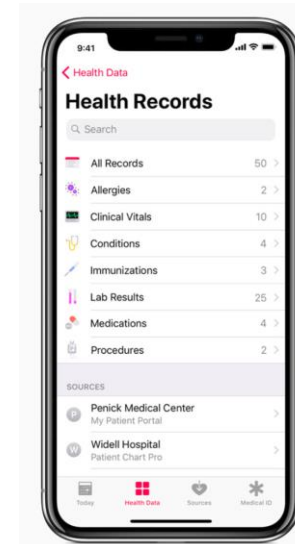 9:41
Health Data
Health Records
Search
All Records 50
Allergies 2
Clinical Vitals 10
Conditions 4
Immunizations 3
Lab Results 25
Medications 4
Procedures 2
SOURCES
P Penick Medical Center
My Patient Portal
W Widell Hospital
Patient Chart Pro
Today Health Data Sources Medical ID